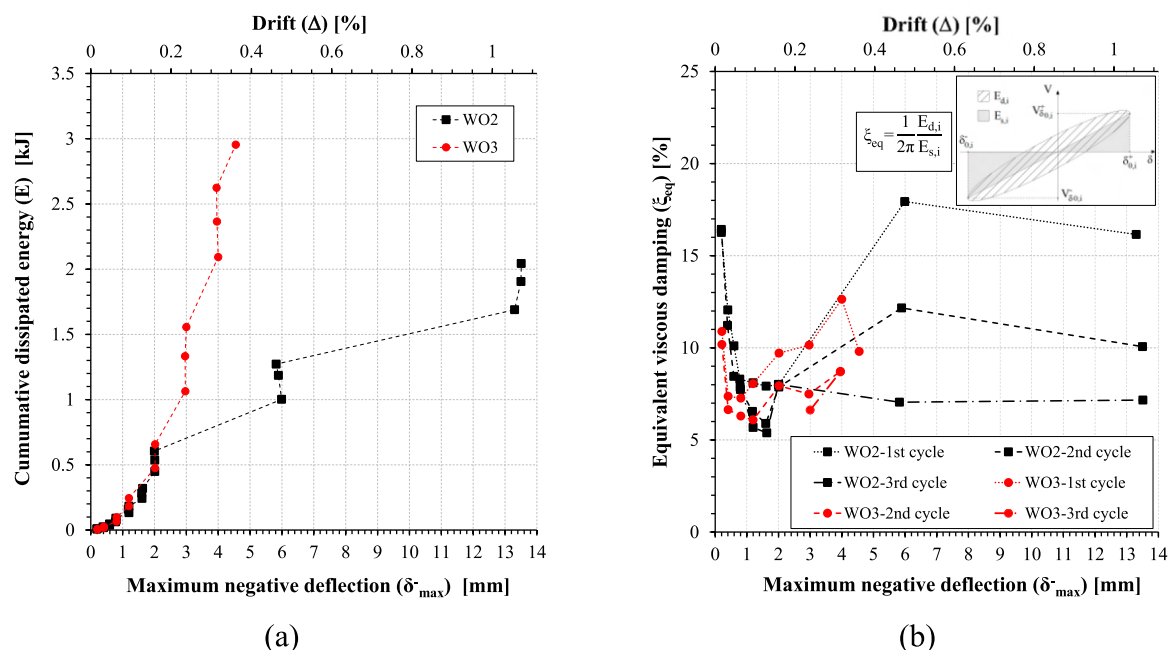 Drift (Δ) [%]
0 0.2 0.4 0.6 0.8 1
3.5
3
2.5
2
1.5
1
0.5
0
Cumumative dissipated energy (E) [kJ]
WO2
WO3
0 1 2 3 4 5 6 7 8 9 10 11 12 13 14
Maximum negative deflection (δ⁻max) [mm]
(a)
Drift (Δ) [%]
0 0.2 0.4 0.6 0.8 1
25
20
15
10
5
0
Equivalent viscous damping (ξeq) [%]
ξeq=1/2π Ed,i/Es,i
Ed,i
Es,i
V
V⁺δ0,i
δ⁻0,i
δ⁺0,i
δ
V⁻δ0,i
WO2-1st cycle WO2-2nd cycle
WO2-3rd cycle WO3-1st cycle
WO3-2nd cycle WO3-3rd cycle
0 1 2 3 4 5 6 7 8 9 10 11 12 13 14
Maximum negative deflection (δ⁻max) [mm]
(b)